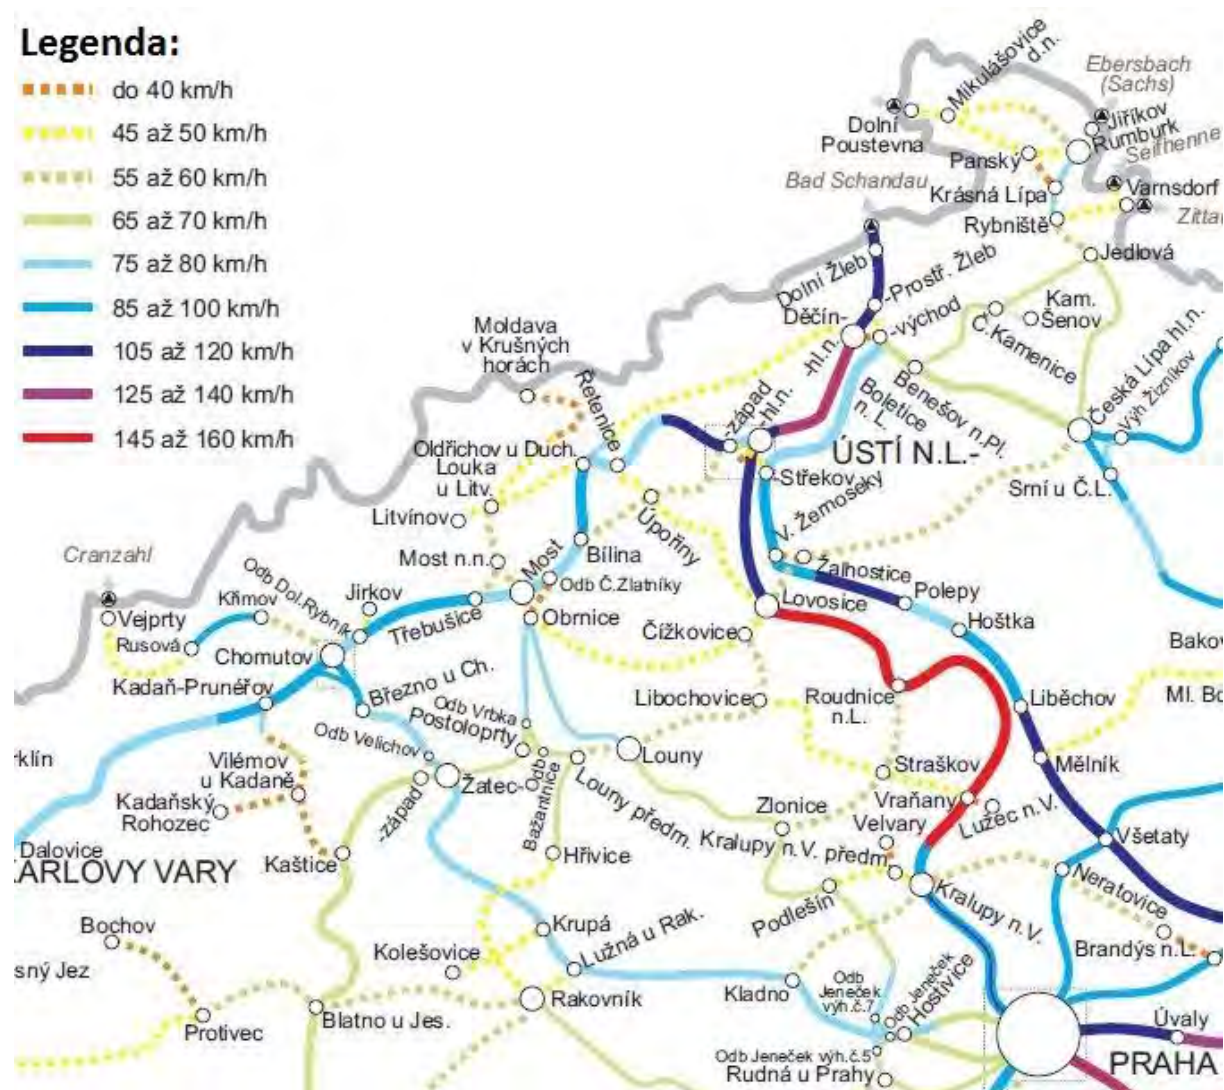 Legenda:
do 40 km/h
45 až 50 km/h
55 až 60 km/h
65 až 70 km/h
75 až 80 km/h
85 až 100 km/h
105 až 120 km/h
125 až 140 km/h
145 až 160 km/h
Mikulášovice
d.n.
Ebersbach
(Sachs)
Dolní
Poustevna
Jiříkov
Rumburk
Seifhenne
Panský
Bad Schandau
Krásná Lípa
Varnsdorf
Rybniště
Zittau
Jedlová
Dolní Žleb
-Prostř. Žleb
Děčín-
-východ
-hl.n.
Kam.
Šenov
Č.Kamenice
Česká Lípa hl.n.
Výh Žizníkov
Benešov n.Pl.
Boletice
n. L.
Moldava
v Krušných
horách
Řetenice
-západ
-hl.n.
ÚSTÍ N.L.-
-Střekov
Srní u Č.L.
Oldřichov u Duch.
Louka
u Litv.
Litvínov
Úpořiny
V. Žernoseky
Cranzahl
Most n.n.
Most
Bílina
Odb Č.Zlatníky
Žalhostice
Polepy
Odb Dol.Rybník
Jirkov
Křimov
Vejprty
Rusová
Třebušice
Obrnice
Lovosice
Čížkovice
Hoštka
Chomutov
Bakov
Kadaň-Prunéřov
Březno u Ch.
Libochovice
Roudnice
n.L.
Liběchov
Ml. Bo
Odb Vrbka
Postoloprty
Odb Velichov
Louny
rklín
Vilémov
u Kadaně
Žatec-
-západ
Odb
Bažantnice
Louny předm.
Straškov
Mělník
Kadaňský
Rohozec
Zlonice
Vraňany
Lužec n.V.
Velvary
Všetaty
Dalovice
KARLOVY VARY
Kaštice
Hřivice
Kralupy n.V. předm.
Neratovice
Podlešín
Kralupy n.V.
Bochov
Krupá
Lužná u Rak.
Brandýs n.L.
sný Jez
Kolešovice
Kladno
Odb
Jeneček
výh.č.7
Odb Jeneček
Hostivice
Rakovník
Protivec
Blatno u Jes.
Úvaly
Odb Jeneček výh.č.5
Rudná u Prahy
PRAHA